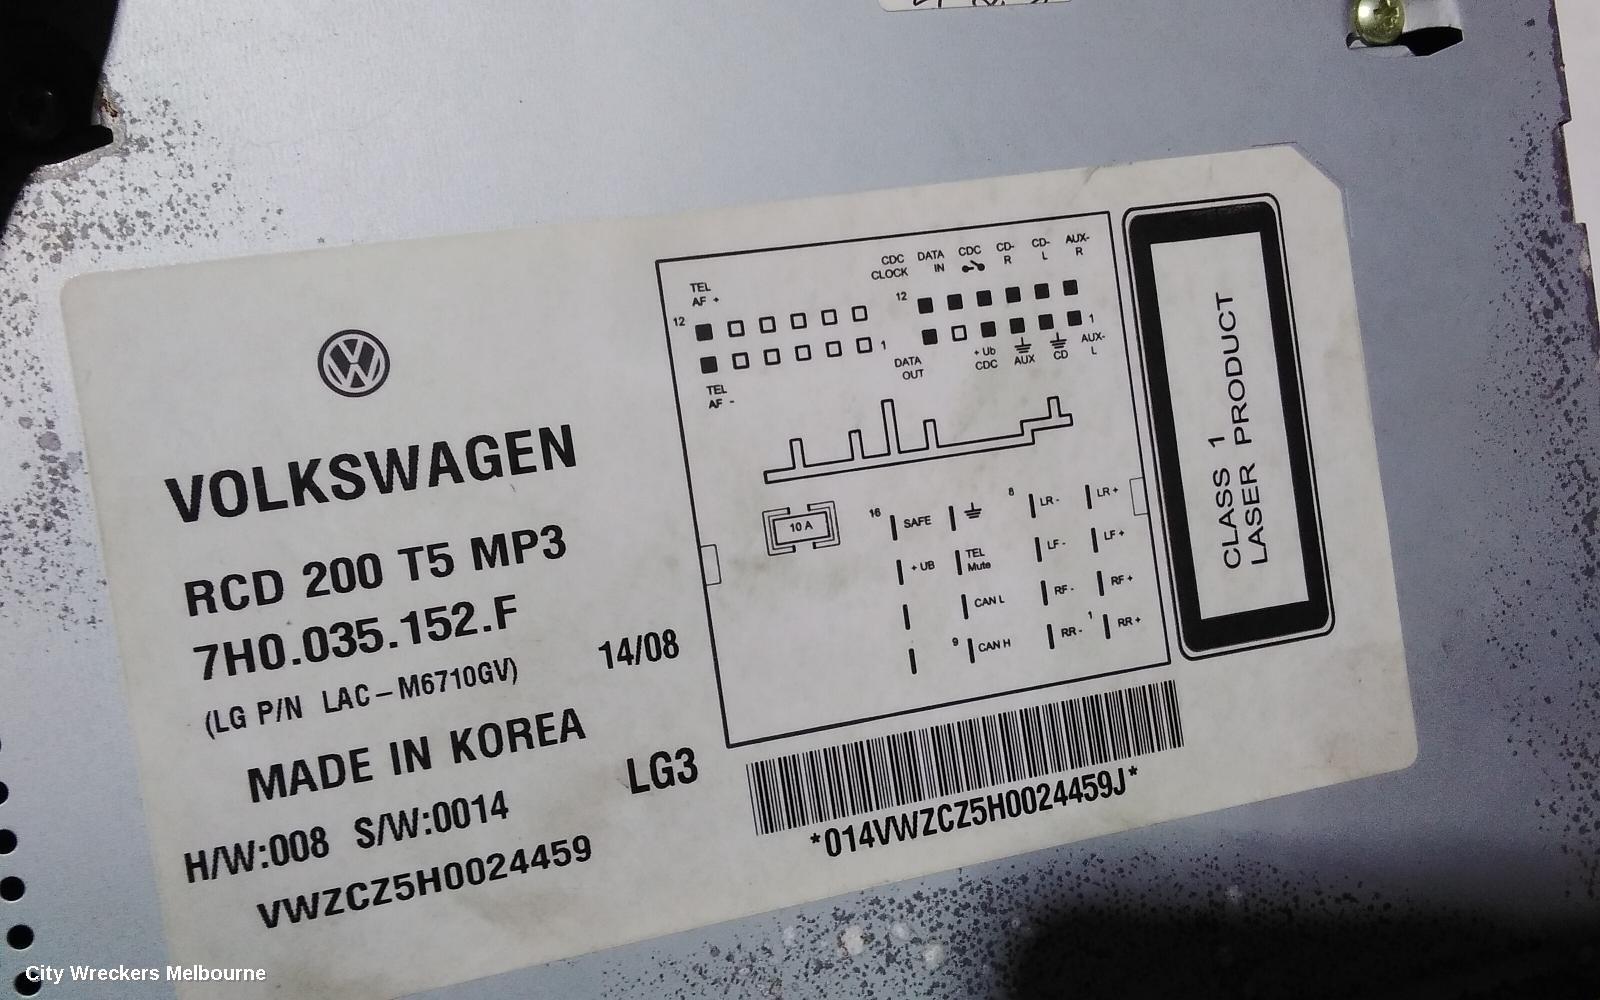 VOLKSWAGEN
RCD 200 T5 MP3
7H0.035.152.F
(LG P/N LAC-M6710GV)
14/08
MADE IN KOREA
LG3
H/W:008 S/W:0014
VWZCZ5H0024459
TEL
AF +
12
1
TEL
AF -
CDC
CLOCK
DATA
IN
CDC
CD-
R
CD-
L
AUX-
R
12
1
DATA
OUT
+ Ub
CDC
AUX
CD
AUX-
L
10 A
16
SAFE
8
LR -
LR +
+ UB
TEL
Mute
LF -
LF +
CAN L
RF -
RF +
9
CAN H
RR -
1
RR +
*014VWZCZ5H0024459J*
CLASS 1
LASER PRODUCT
City Wreckers Melbourne